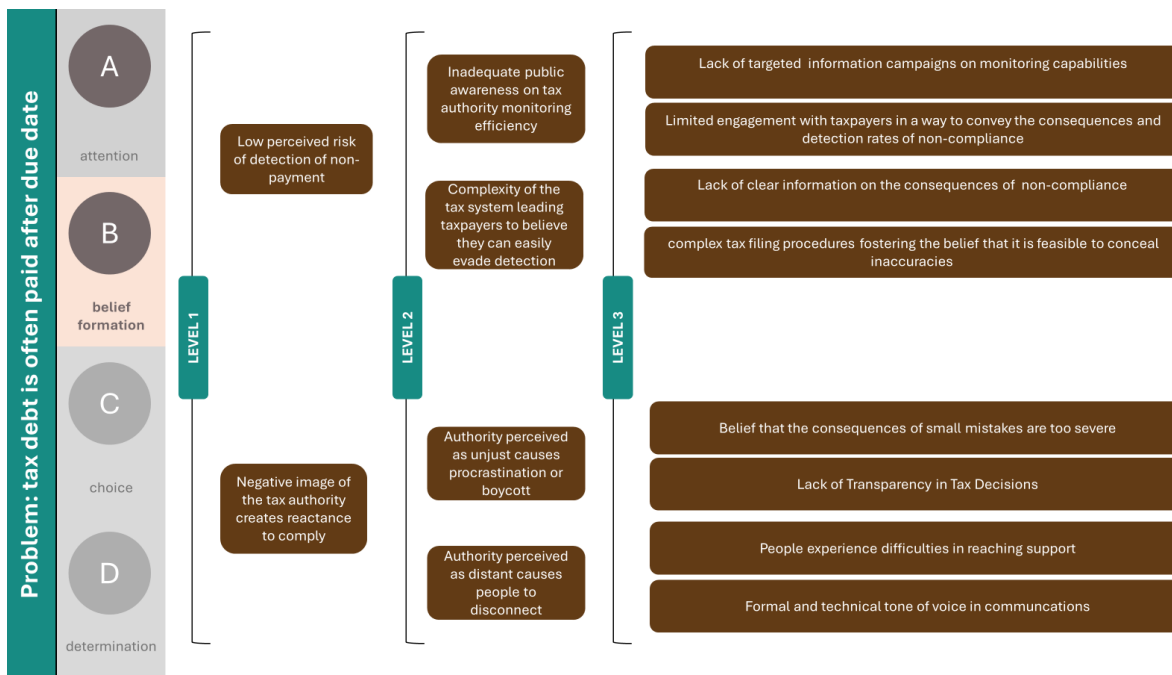 Problem: tax debt is often paid after due date
A
attention
B
belief
formation
C
choice
D
determination
LEVEL 1
Low perceived risk
of detection of non-
payment
Negative image of
the tax authority
creates reactance
to comply
LEVEL 2
Inadequate public
awareness on tax
authority monitoring
efficiency
Complexity of the
tax system leading
taxpayers to believe
they can easily
evade detection
Authority perceived
as unjust causes
procrastination or
boycott
Authority perceived
as distant causes
people to
disconnect
LEVEL 3
Lack of targeted information campaigns on monitoring capabilities
Limited engagement with taxpayers in a way to convey the consequences and
detection rates of non-compliance
Lack of clear information on the consequences of non-compliance
complex tax filing procedures fostering the belief that it is feasible to conceal
inaccuracies
Belief that the consequences of small mistakes are too severe
Lack of Transparency in Tax Decisions
People experience difficulties in reaching support
Formal and technical tone of voice in communcations